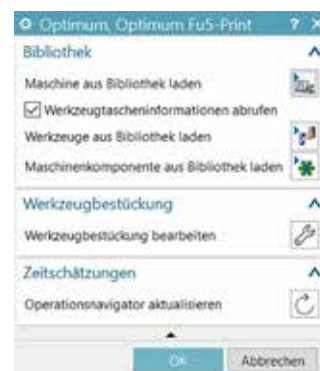 Optimum, Optimum Fu5-Print
Bibliothek
Maschine aus Bibliothek laden
Werkzeugtascheninformationen abrufen
Werkzeuge aus Bibliothek laden
Maschinenkomponente aus Bibliothek laden
Werkzeugbestückung
Werkzeugbestückung bearbeiten
Zeitschätzungen
Operationsnavigator aktualisieren
OK Abbrechen